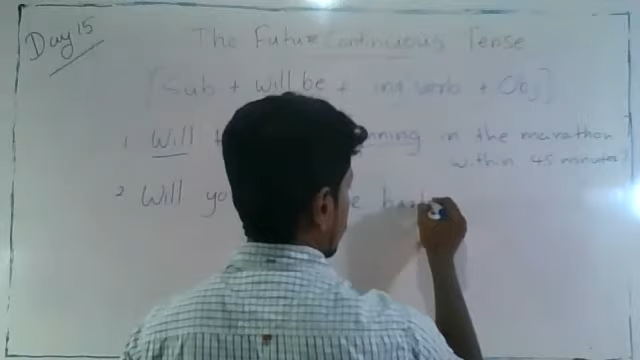 Day 15
The Future Continuous Tense
[Sub + will be + ing verb + Obj]
1 Will nning in the marathon
within 45 minutes?
2 Will yo e